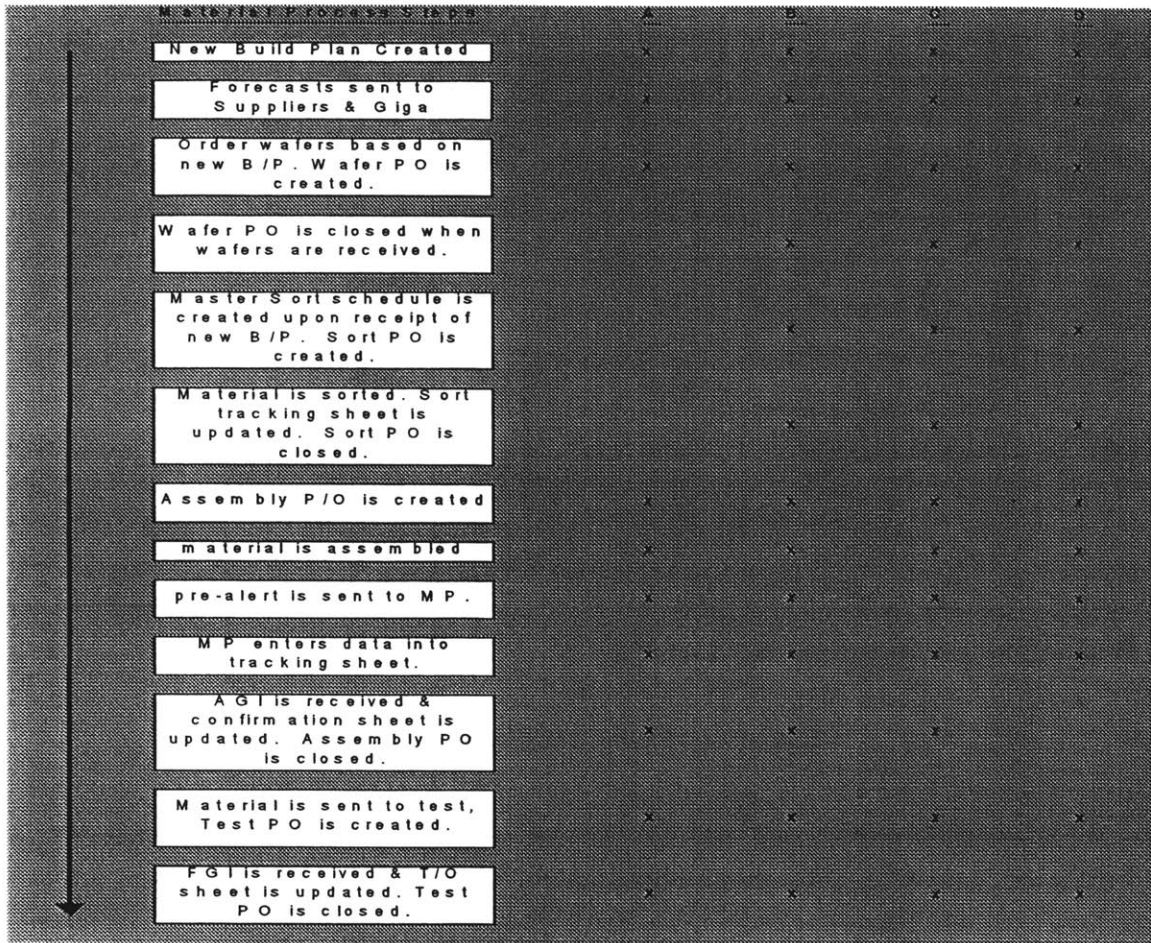 Material Process Steps A B C D
New Build Plan Created x x x x
Forecasts sent to
Suppliers & Giga x x x x
Order wafers based on
new B/P. Wafer PO is x x x x
created.
Wafer PO is closed when
wafers are received. x x x
Master Sort schedule is
created upon receipt of
new B/P. Sort PO is x x x
created.
Material is sorted. Sort
tracking sheet is
updated. Sort PO is x x x
closed.
Assembly P/O is created x x x x
material is assembled x x x x
pre-alert is sent to MP. x x x x
MP enters data into
tracking sheet. x x x x
AGI is received &
confirmation sheet is
updated. Assembly PO x x x
is closed.
Material is sent to test,
Test PO is created. x x x x
FGI is received & T/O
sheet is updated. Test x x x x
PO is closed.